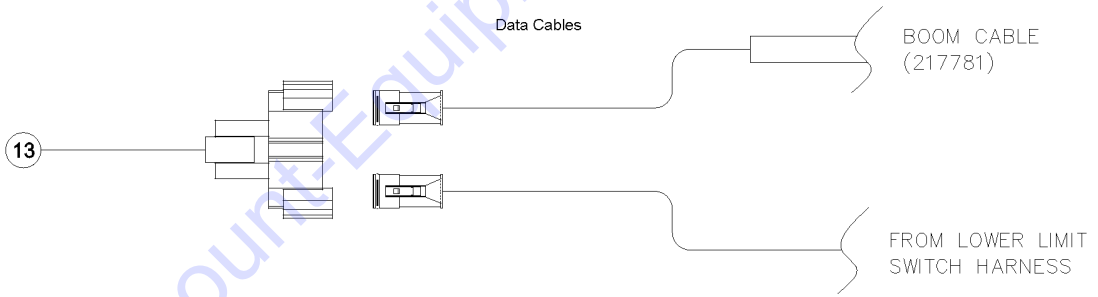 Data Cables
BOOM CABLE
(217781)
13
FROM LOWER LIMIT
SWITCH HARNESS